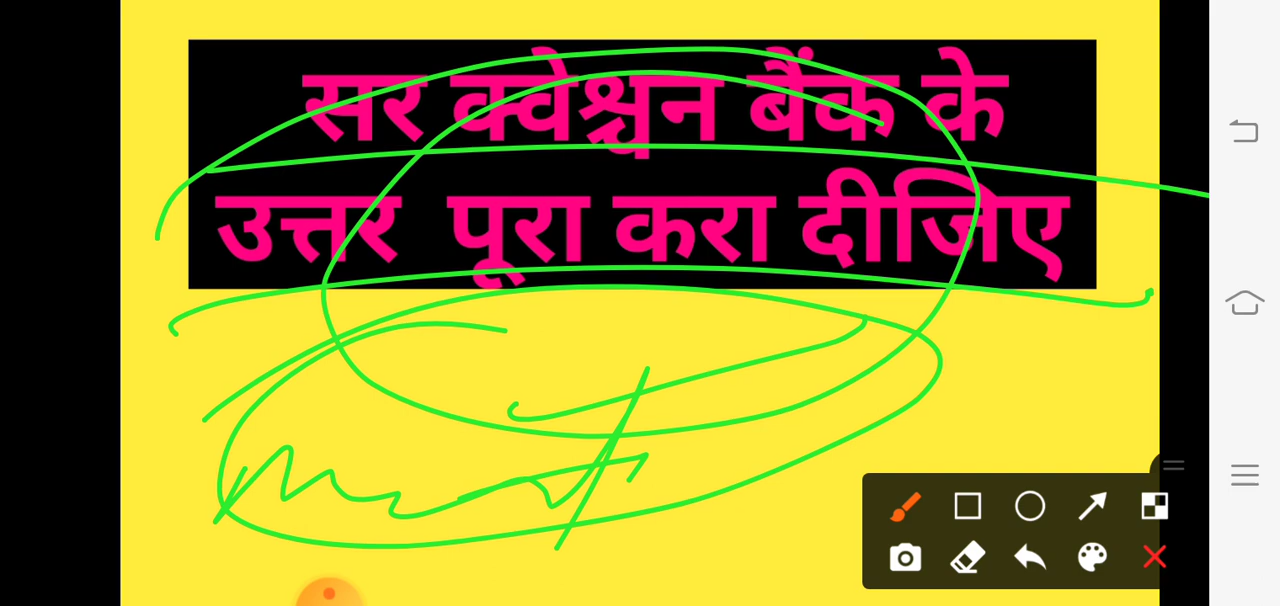 सर क्वेश्चन बैंक के
उत्तर पूरा करा दीजिए